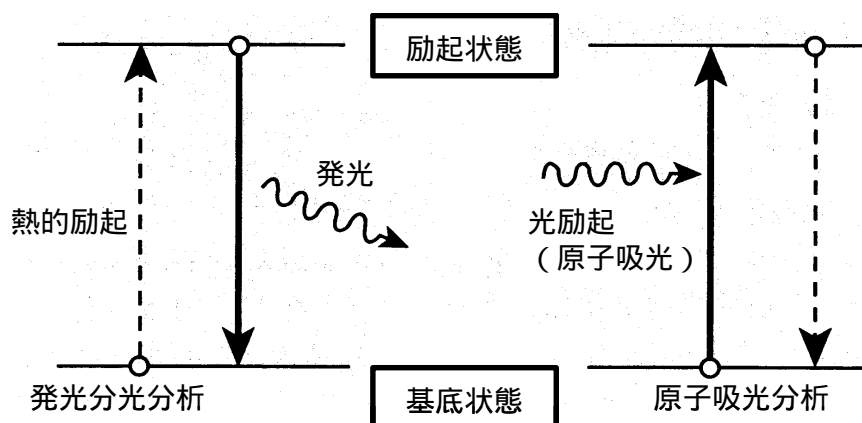 励起状態
発光
熱的励起
光励起
(原子吸光)
発光分光分析
基底状態
原子吸光分析